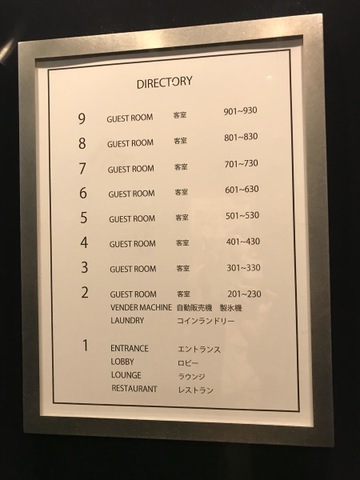 DIRECTORY
9 GUEST ROOM 客室 901~930
8 GUEST ROOM 客室 801~830
7 GUEST ROOM 客室 701~730
6 GUEST ROOM 客室 601~630
5 GUEST ROOM 客室 501~530
4 GUEST ROOM 客室 401~430
3 GUEST ROOM 客室 301~330
2 GUEST ROOM 客室 201~230
VENDER MACHINE 自動販売機 製氷機
LAUNDRY コインランドリー
1 ENTRANCE エントランス
LOBBY ロビー
LOUNGE ラウンジ
RESTAURANT レストラン